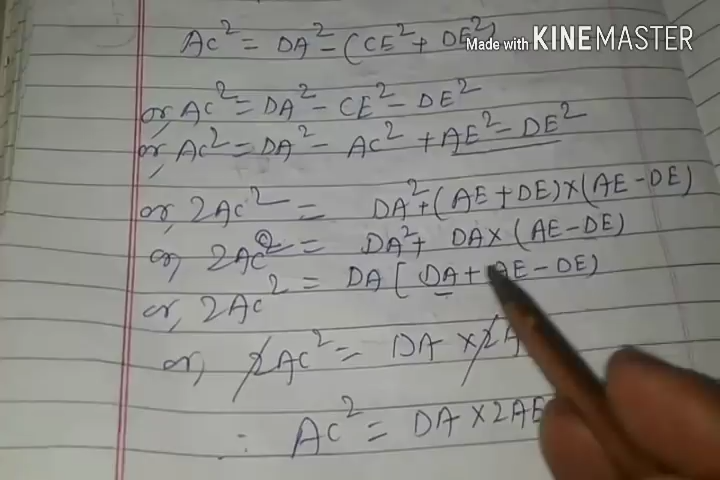 AC² = DA² - (CE² + DE²)
Made with KINEMASTER
or, AC² = DA² - CE² - DE²
or, AC² = DA² - AC² + AE² - DE²
or, 2AC² = DA² + (AE + DE) × (AE - DE)
or, 2AC² = DA² + DA × (AE - DE)
or, 2AC² = DA [ DA + AE - DE )
or, 2AC² = DA × 2A
∴ AC² = DA × 2AE